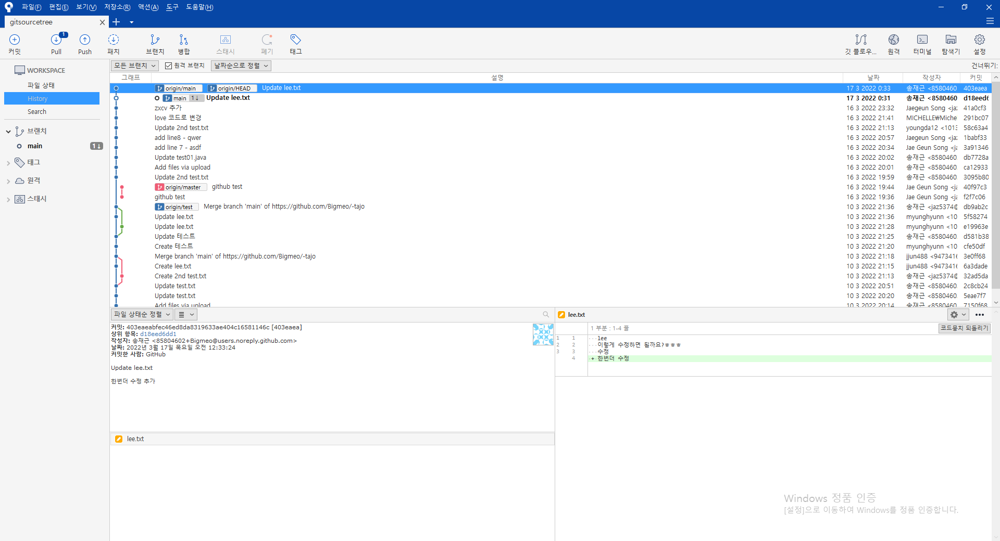 파일(F) 편집(E) 보기(V) 저장소(R) 액션(A) 도구 도움말(H)
gitsourcetree
커밋 Pull 1 Push 패치 브랜치 병합 스태시 폐기 태그 깃 플로우... 원격 터미널 탐색기 설정
WORKSPACE
파일 상태
History
Search
브랜치
main 1↓
태그
원격
스태시
모든 브랜치 원격 브랜치 날짜순으로 정렬 건너뛰기:
그래프 설명 날짜 작성자 커밋
origin/main origin/HEAD Update lee.txt 17 3 2022 0:33 송재근 <8580460 403eaea
main 1↓ Update lee.txt 17 3 2022 0:31 송재근 <8580460 d18eed6
zxcv 추가 16 3 2022 23:32 Jaegeun Song <jaz 41a0cf3
love 코드로 변경 16 3 2022 21:41 MICHELLE₩Miche 291bc07
Update 2nd test.txt 16 3 2022 21:13 youngda12 <1013 58c63a4
add line8 - qwer 16 3 2022 20:57 Jaegeun Song <jaz 1babf33
add line 7 - asdf 16 3 2022 20:34 Jae Geun Song <ja 3a91346
Update test01.java 16 3 2022 20:02 송재근 <8580460 db7728a
Add files via upload 16 3 2022 20:01 송재근 <8580460 ca12933
Update 2nd test.txt 16 3 2022 19:59 송재근 <8580460 3095b80
origin/master github test 16 3 2022 19:44 Jae Geun Song <ja 40f97c3
github test 16 3 2022 19:36 Jae Geun Song <ja f2f7c06
origin/test Merge branch 'main' of https://github.com/Bigmeo/-tajo 10 3 2022 21:36 송재근 <jaz5374@ db9ab2c
Update lee.txt 10 3 2022 21:36 myunghyunn <10 5f58274
Update lee.txt 10 3 2022 21:28 myunghyunn <10 e19963e
Update 테스트 10 3 2022 21:25 송재근 <8580460 d581b38
Create 테스트 10 3 2022 21:20 myunghyunn <10 cfe50df
Merge branch 'main' of https://github.com/Bigmeo/-tajo 10 3 2022 21:18 jjun488 <9473416 3e0ff68
Create lee.txt 10 3 2022 21:15 jjun488 <9473416 6a3dade
Create 2nd test.txt 10 3 2022 21:13 송재근 <jaz5374@ 32ad5da
Update test.txt 10 3 2022 20:51 송재근 <8580460 2c8cb24
Update test.txt 10 3 2022 20:20 송재근 <8580460 5eae7f7
Add files via upload 10 3 2022 20:14 송재근 <8580460 7150f68
파일 상태순 정렬
커밋: 403eaeabfec46ed8da8319633ae404c16581146c [403eaea]
상위 항목: d18eed6dd1
작성자: 송재근 <85804602+Bigmeo@users.noreply.github.com>
날짜: 2022년 3월 17일 목요일 오전 12:33:24
커밋한 사람: GitHub
Update lee.txt
한번더 수정 추가
lee.txt
lee.txt
1 부분 : 1-4 줄 코드뭉치 되돌리기
1 1 lee
2 2 이렇게 수정하면 될까요?ㅎㅎㅎ
3 3 수정
4 + 한번더 수정
Windows 정품 인증
[설정]으로 이동하여 Windows를 정품 인증합니다.